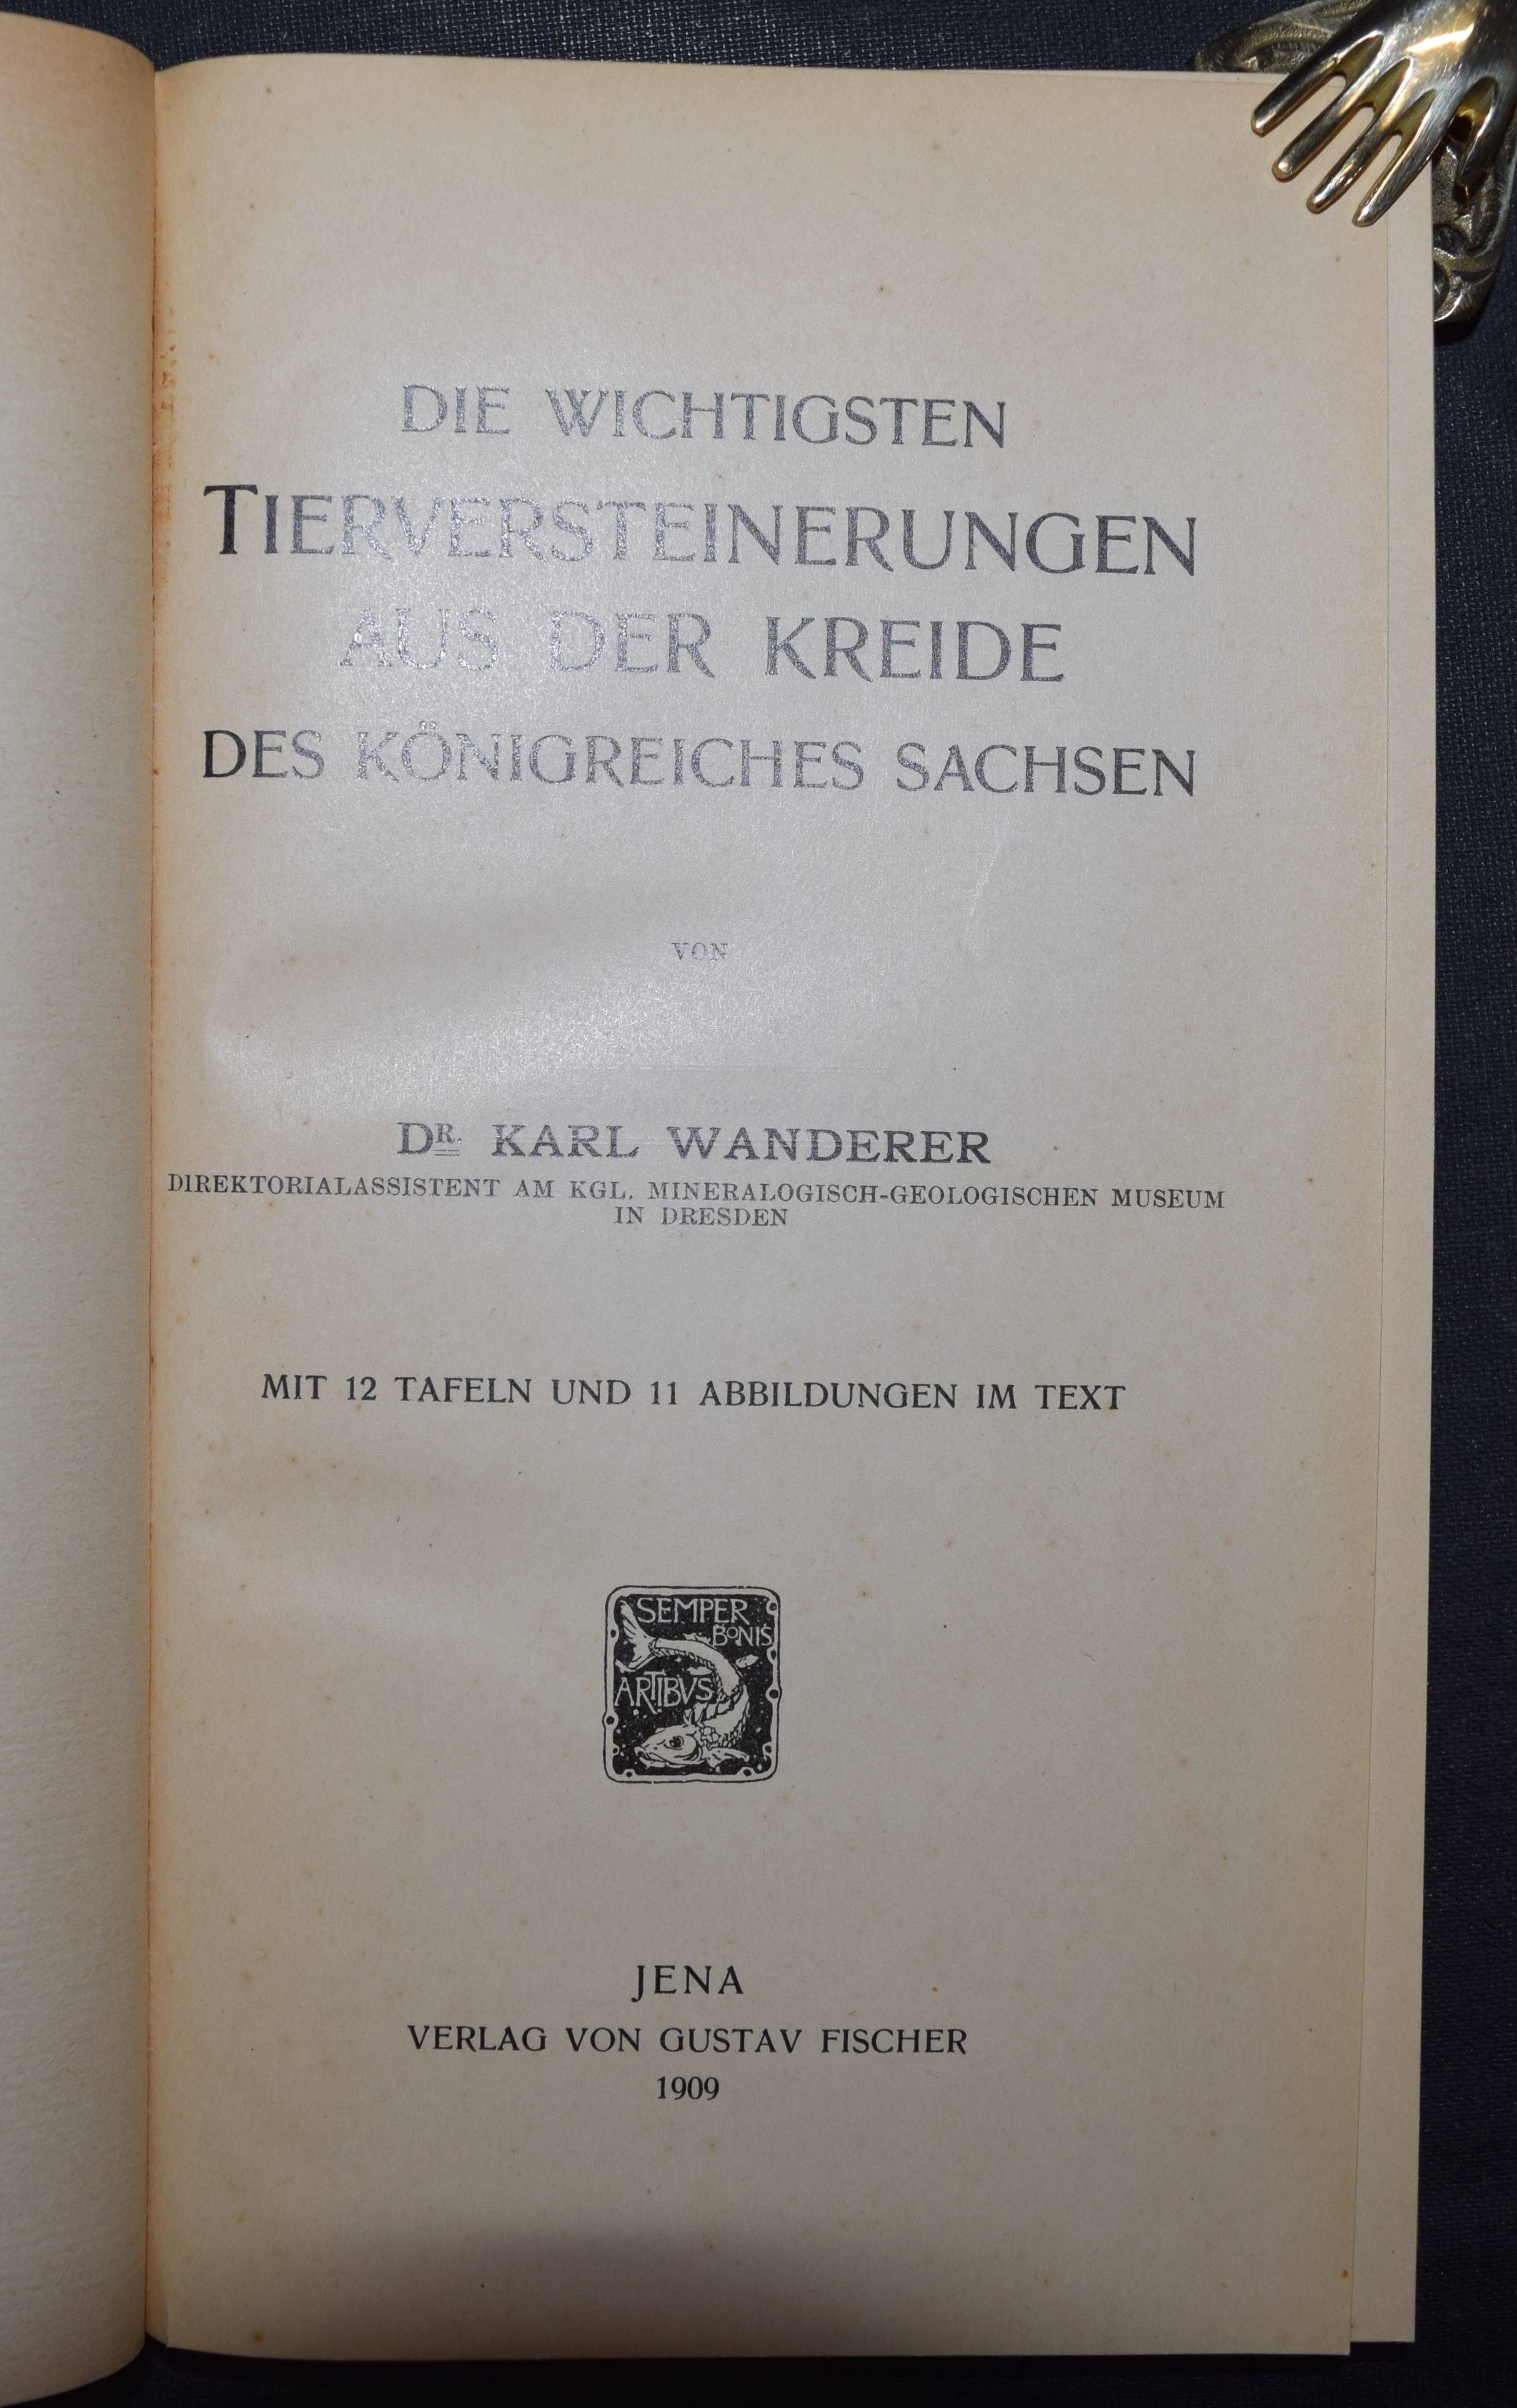 DIE WICHTIGSTEN
TIERVERSTEINERUNGEN
AUS DER KREIDE
DES KÖNIGREICHES SACHSEN
VON
DR. KARL WANDERER
DIREKTORIALASSISTENT AM KGL. MINERALOGISCH-GEOLOGISCHEN MUSEUM
IN DRESDEN
MIT 12 TAFELN UND 11 ABBILDUNGEN IM TEXT
SEMPER
BONIS
ARTIBVS
JENA
VERLAG VON GUSTAV FISCHER
1909